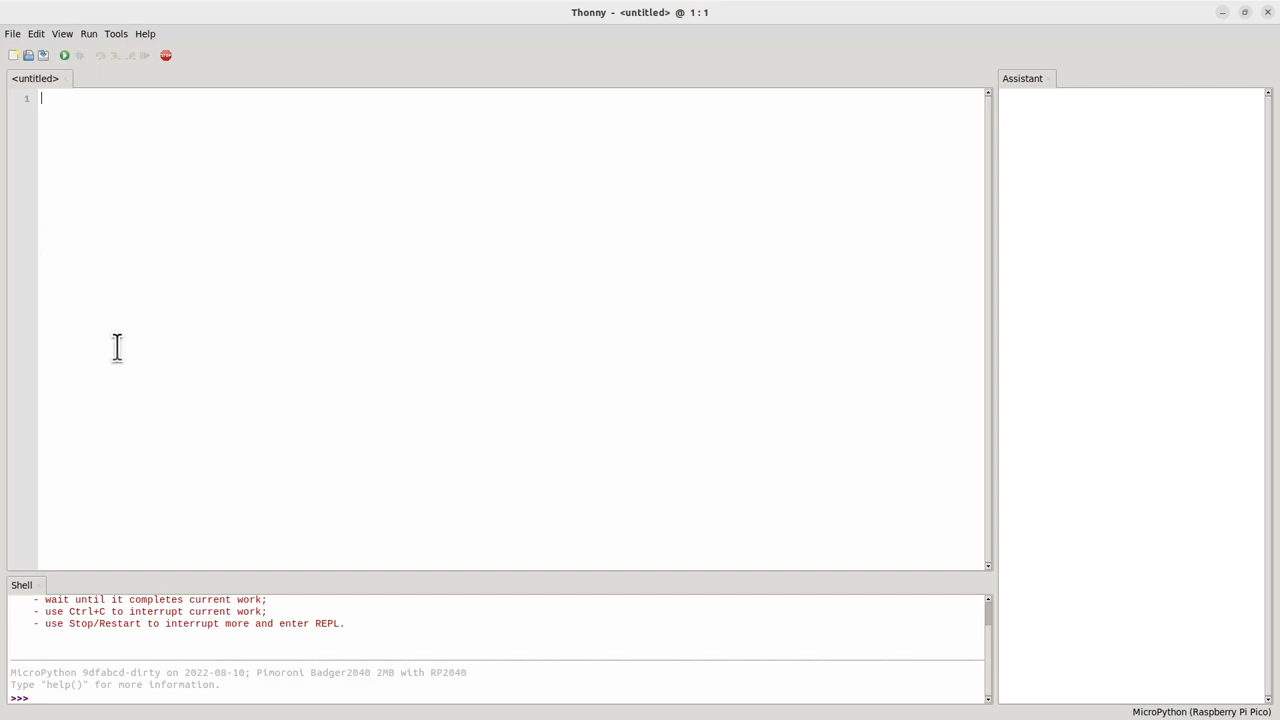 Thonny - <untitled> @ 1:1
File Edit View Run Tools Help
STOP
<untitled>
Assistant
1
Shell
- wait until it completes current work;
- use Ctrl+C to interrupt current work;
- use Stop/Restart to interrupt more and enter REPL.
MicroPython 9dfabcd-dirty on 2022-08-10; Pimoroni Badger2040 2MB with RP2040
Type "help()" for more information.
>>>
MicroPython (Raspberry Pi Pico)